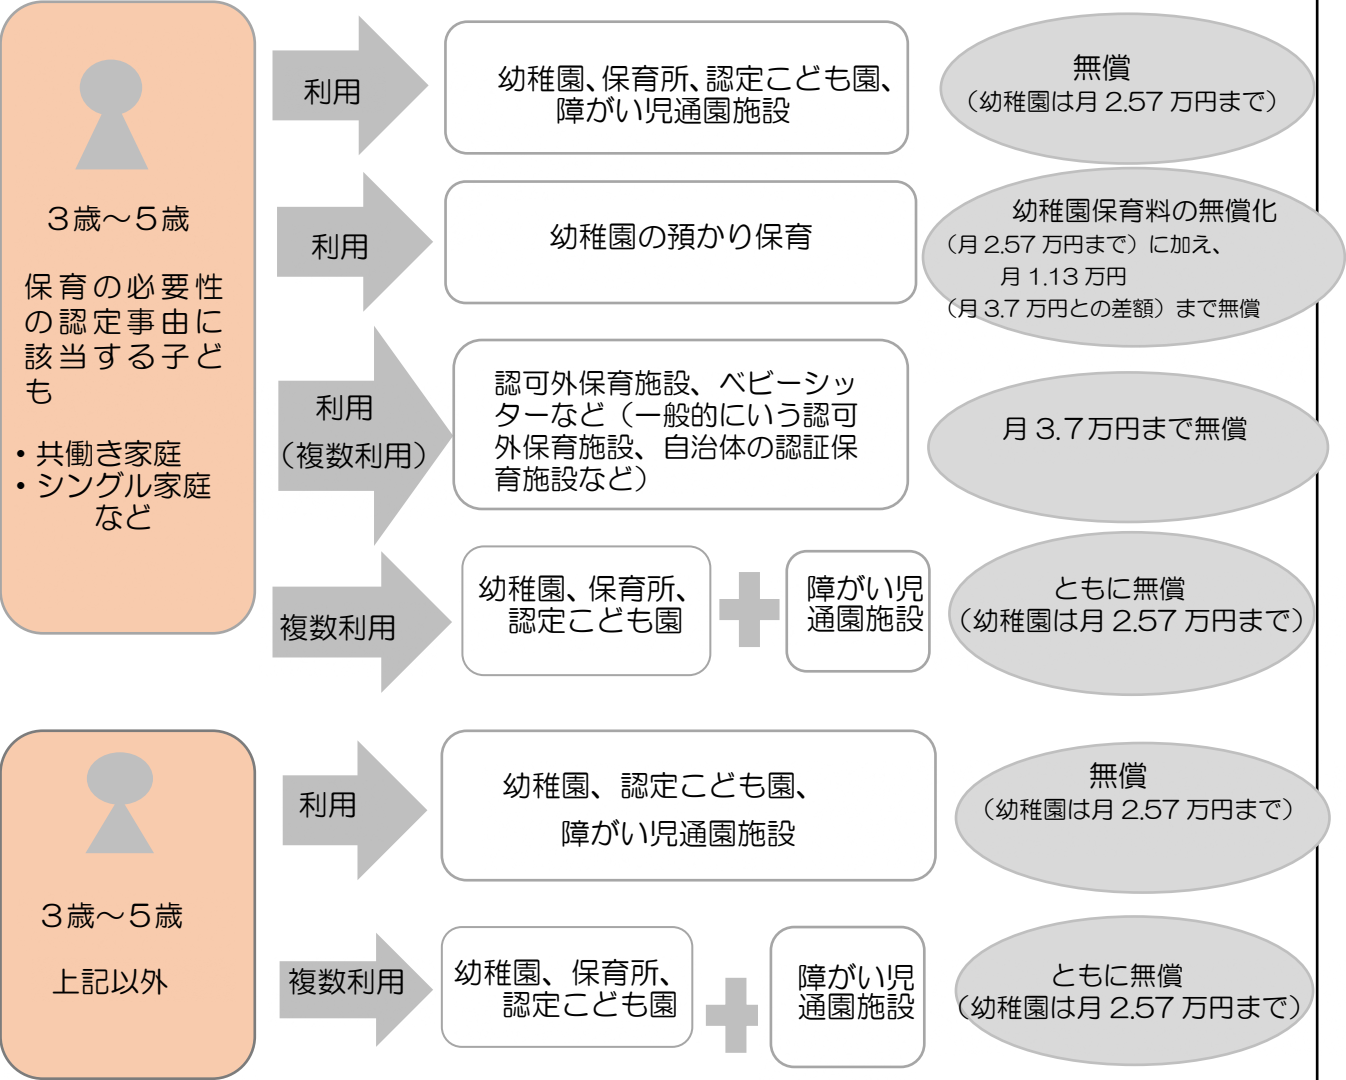 ３歳～５歳
保育の必要性
の認定事由に
該当する子ど
も
・共働き家庭
・シングル家庭
など
利用
幼稚園、保育所、認定こども園、
障がい児通園施設
無償
（幼稚園は月 2.57 万円まで）
利用
幼稚園の預かり保育
幼稚園保育料の無償化
（月 2.57 万円まで）に加え、
月 1.13 万円
（月 3.7 万円との差額）まで無償
利用
（複数利用）
認可外保育施設、ベビーシッ
ターなど（一般的にいう認可
外保育施設、自治体の認証保
育施設など）
月 3.7万円まで無償
複数利用
幼稚園、保育所、
認定こども園
障がい児
通園施設
ともに無償
（幼稚園は月 2.57 万円まで）
３歳～５歳
上記以外
利用
幼稚園、認定こども園、
障がい児通園施設
無償
（幼稚園は月 2.57 万円まで）
複数利用
幼稚園、保育所、
認定こども園
障がい児
通園施設
ともに無償
（幼稚園は月 2.57 万円まで）